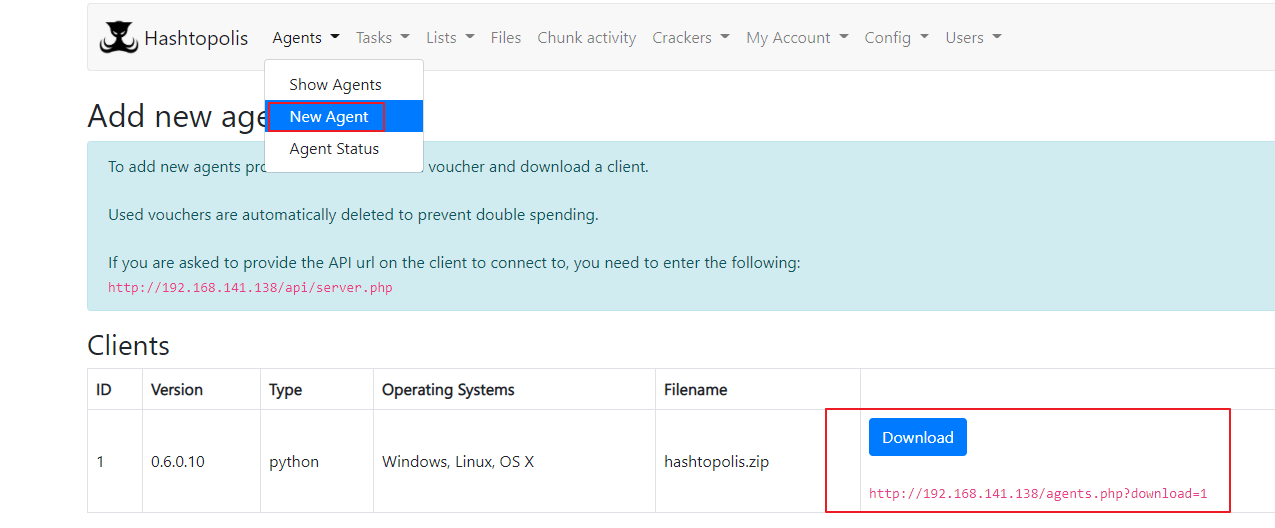 Hashtopolis Agents Tasks Lists Files Chunk activity Crackers My Account Config Users
Show Agents
New Agent
Agent Status
Add new age
To add new agents pro voucher and download a client.
Used vouchers are automatically deleted to prevent double spending.
If you are asked to provide the API url on the client to connect to, you need to enter the following:
http://192.168.141.138/api/server.php
Clients
ID Version Type Operating Systems Filename
1 0.6.0.10 python Windows, Linux, OS X hashtopolis.zip Download
http://192.168.141.138/agents.php?download=1